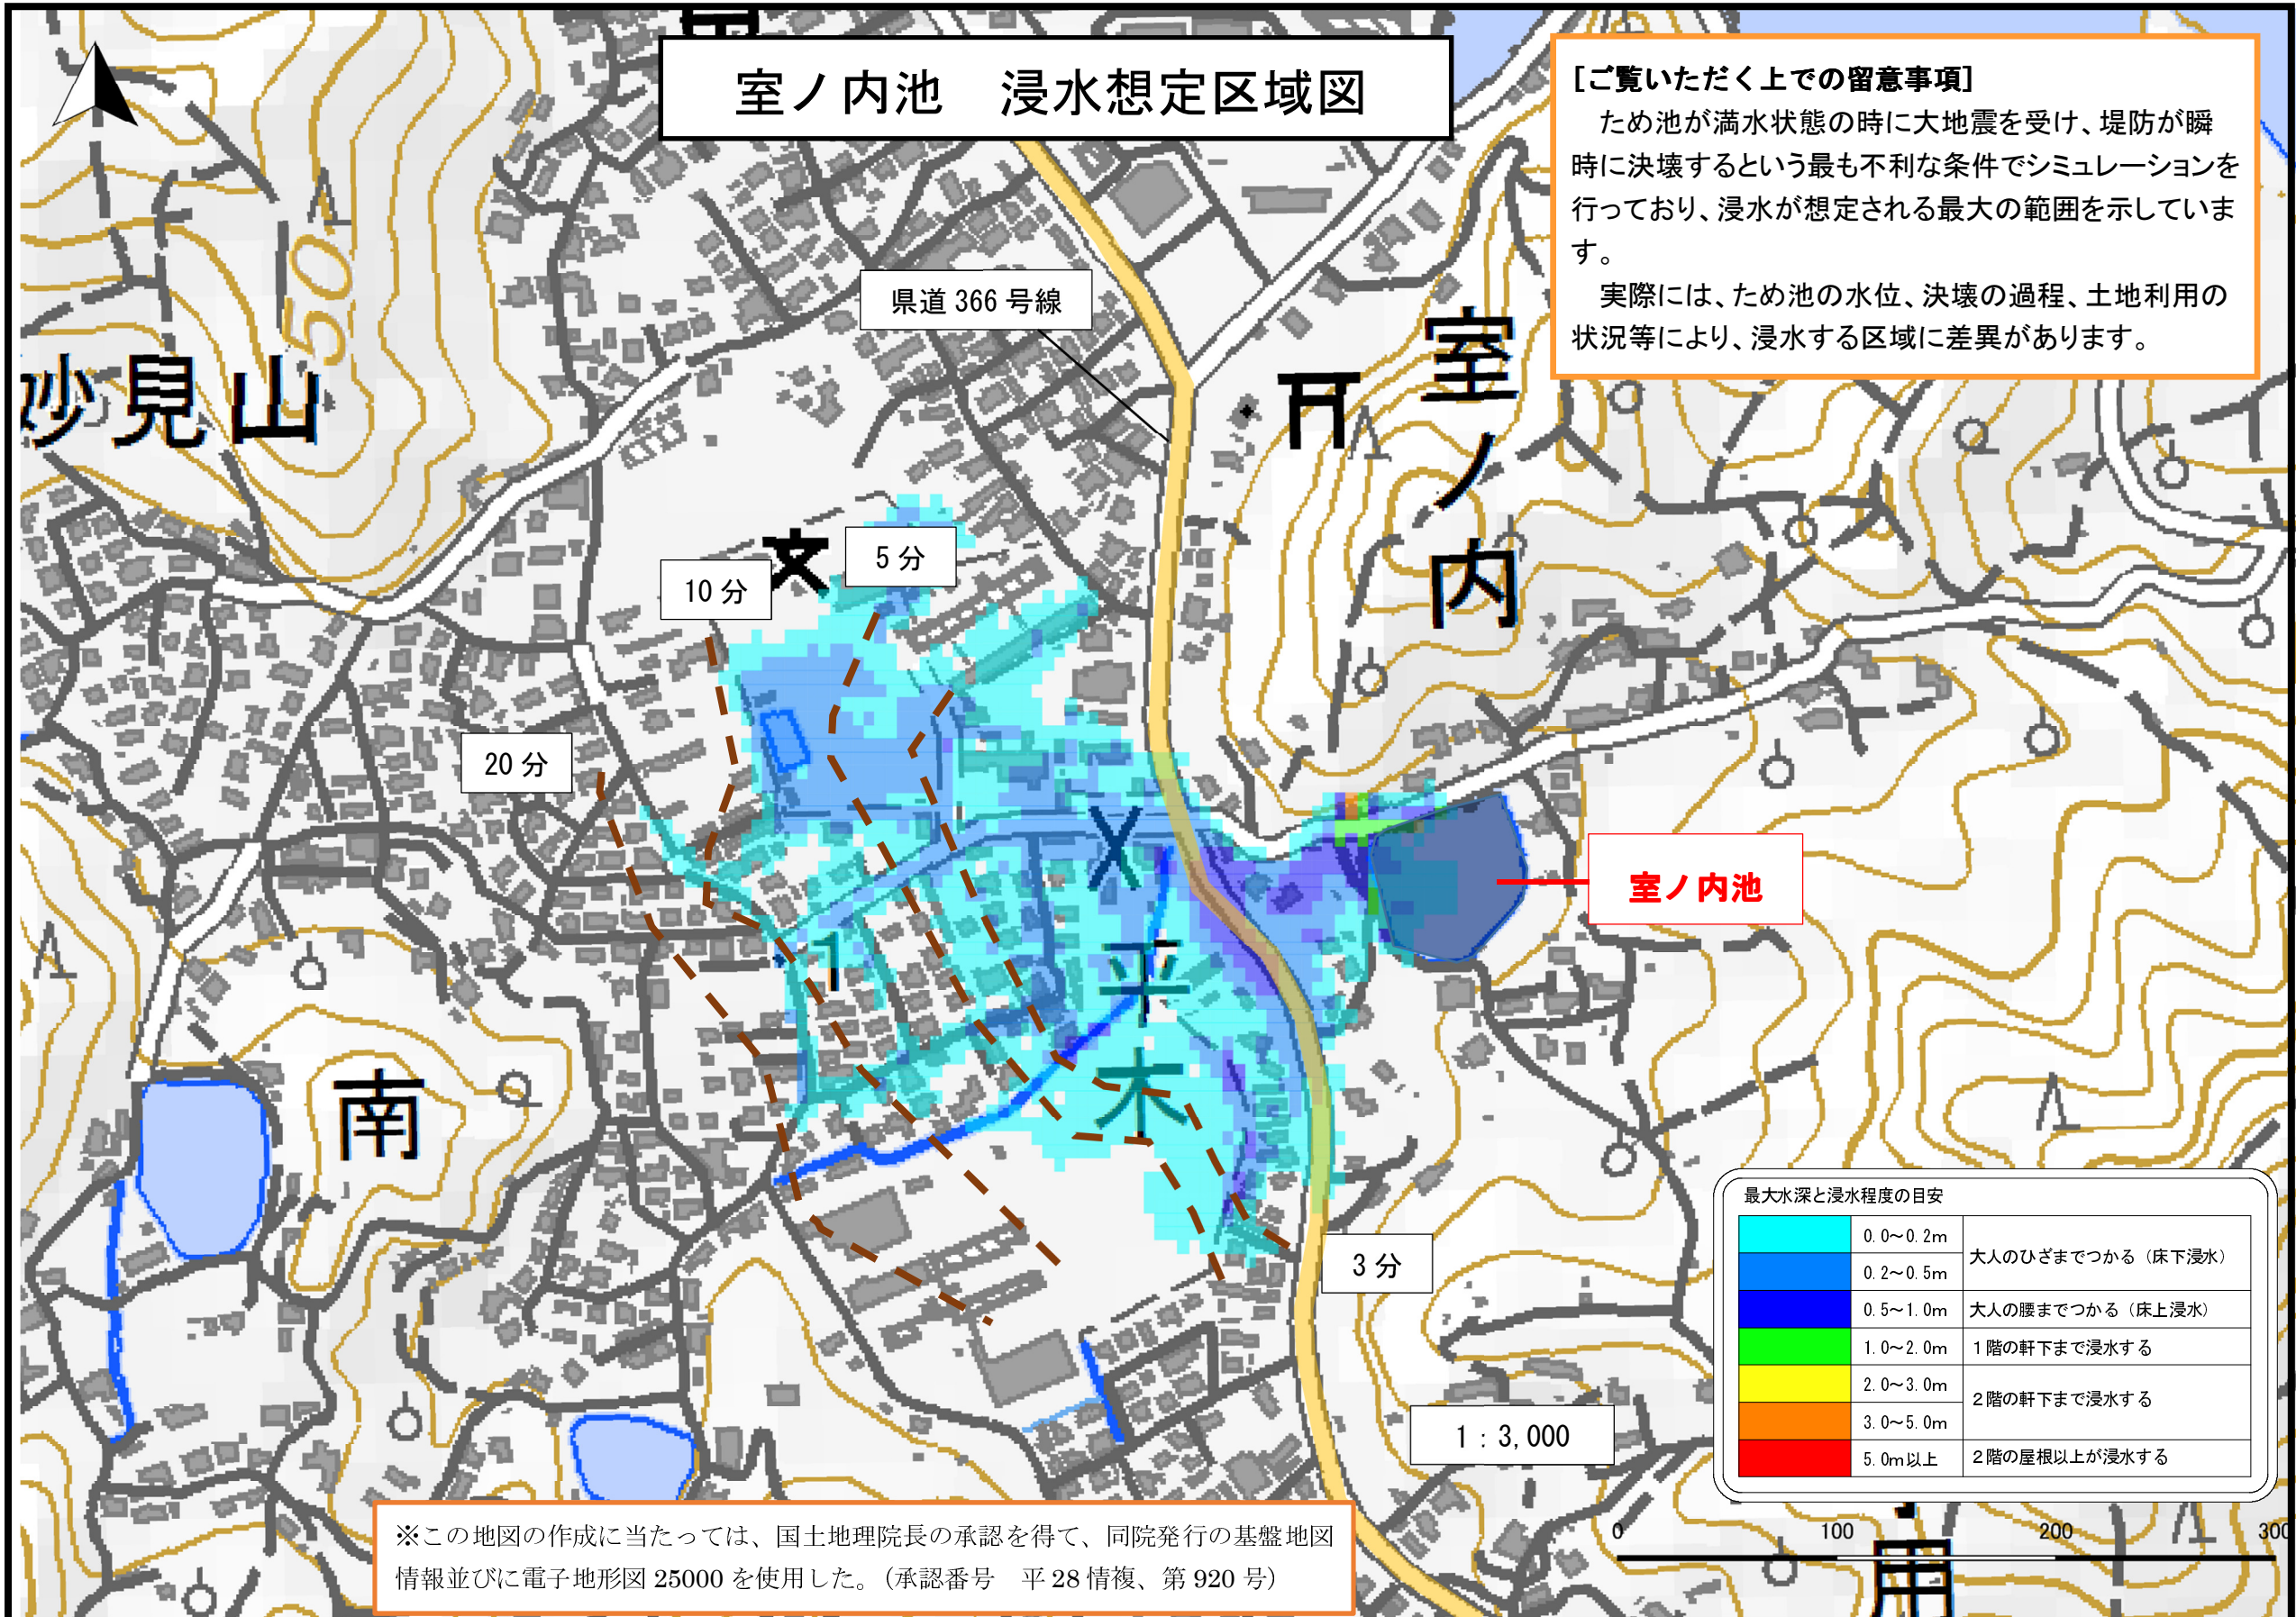 室ノ内池　浸水想定区域図
[ご覧いただく上での留意事項]
ため池が満水状態の時に大地震を受け、堤防が瞬
時に決壊するという最も不利な条件でシミュレーションを
行っており、浸水が想定される最大の範囲を示していま
す。
実際には、ため池の水位、決壊の過程、土地利用の
状況等により、浸水する区域に差異があります。
県道 366 号線
50
妙見山
室ノ内
5 分
10 分
20 分
室ノ内池
1
平木
南
3 分
1 : 3,000
最大水深と浸水程度の目安
0.0～0.2m
大人のひざまでつかる（床下浸水）
0.2～0.5m
0.5～1.0m 大人の腰までつかる（床上浸水）
1.0～2.0m 1階の軒下まで浸水する
2.0～3.0m
2階の軒下まで浸水する
3.0～5.0m
5.0m以上 2階の屋根以上が浸水する
0 100 200 300
※この地図の作成に当たっては、国土地理院長の承認を得て、同院発行の基盤地図
情報並びに電子地形図 25000 を使用した。（承認番号　平 28 情複、第 920 号）